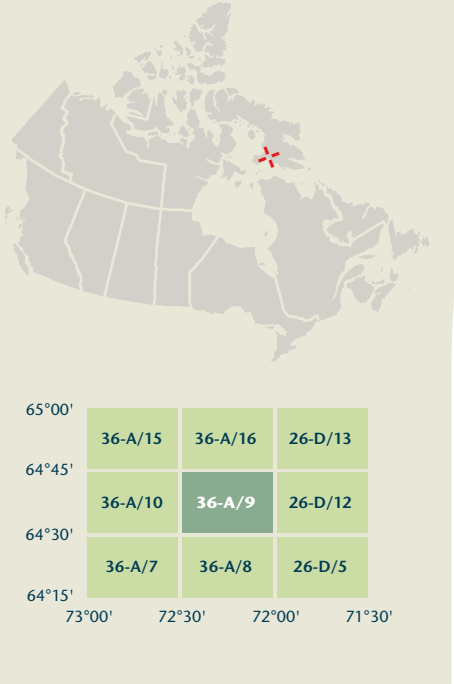 65°00'
36-A/15 36-A/16 26-D/13
64°45'
36-A/10 36-A/9 26-D/12
64°30'
36-A/7 36-A/8 26-D/5
64°15'
73°00' 72°30' 72°00' 71°30'